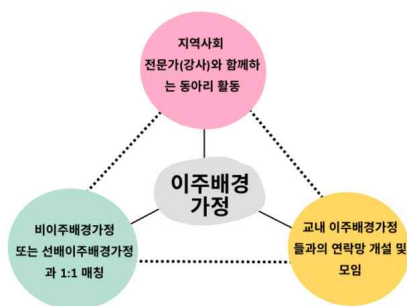 지역사회
전문가(강사)와 함께하
는 동아리 활동
이주배경
가정
비이주배경가정
또는 선배이주배경가정
과 1:1 매칭
교내 이주배경가정
들과의 연락망 개설 및
모임